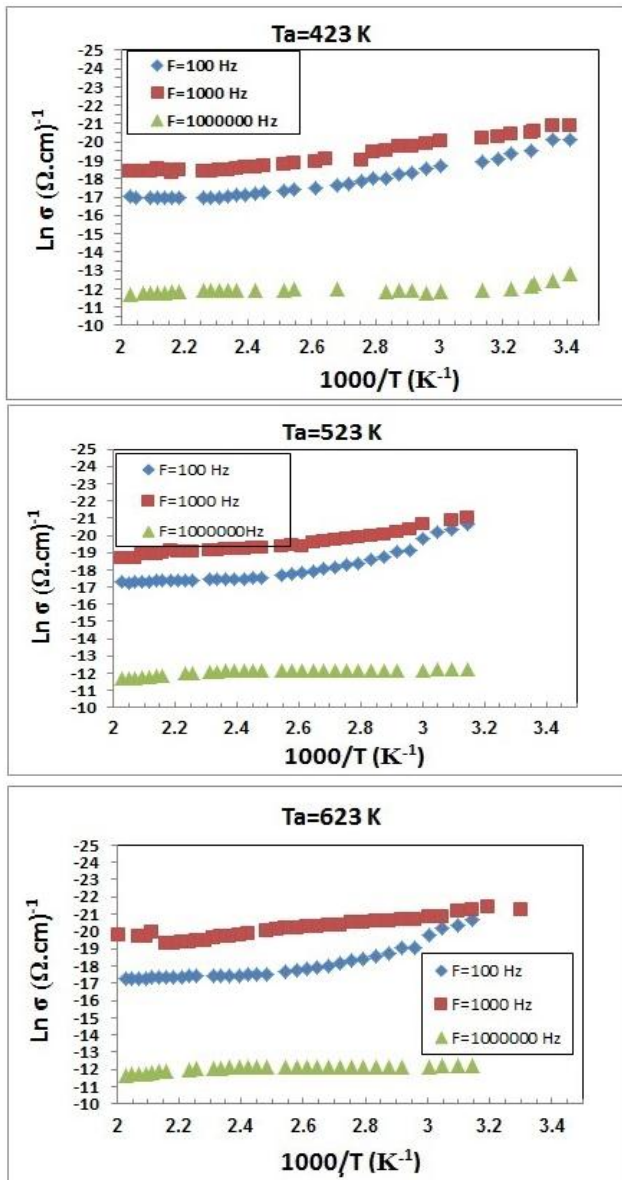 Ta=423 K
-25
-24
-23
-22
-21
-20
-19
-18
-17
-16
-15
-14
-13
-12
-11
-10
F=100 Hz
F=1000 Hz
F=1000000 Hz
Ln σ (Ω.cm)⁻¹
2 2.2 2.4 2.6 2.8 3 3.2 3.4
1000/T (K⁻¹)
Ta=523 K
-25
-24
-23
-22
-21
-20
-19
-18
-17
-16
-15
-14
-13
-12
-11
-10
F=100 Hz
F=1000 Hz
F=1000000Hz
Ln σ (Ω.cm)⁻¹
2 2.2 2.4 2.6 2.8 3 3.2 3.4
1000/T (K⁻¹)
Ta=623 K
-25
-24
-23
-22
-21
-20
-19
-18
-17
-16
-15
-14
-13
-12
-11
-10
F=100 Hz
F=1000 Hz
F=1000000 Hz
Ln σ (Ω.cm)⁻¹
2 2.2 2.4 2.6 2.8 3 3.2 3.4
1000/T (K⁻¹)